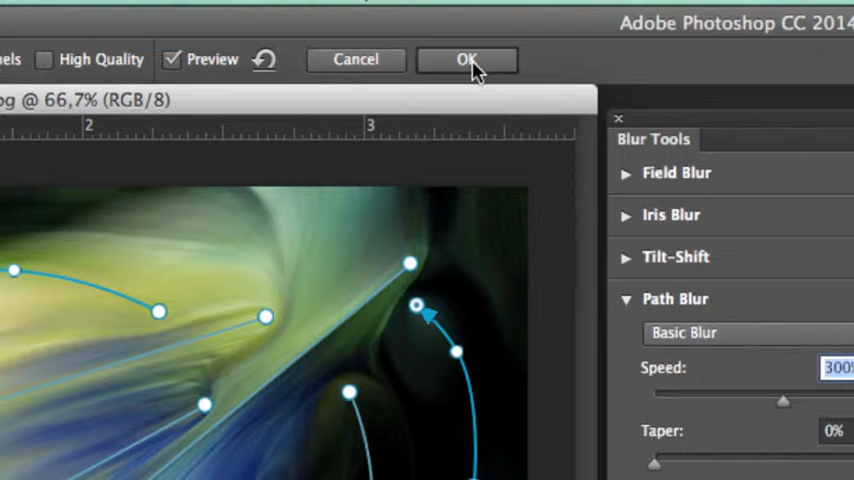 Adobe Photoshop CC 2014
nels High Quality Preview Cancel OK
og @ 66,7% (RGB/8)
2 3
Blur Tools
Field Blur
Iris Blur
Tilt-Shift
Path Blur
Basic Blur
Speed: 300%
Taper: 0%